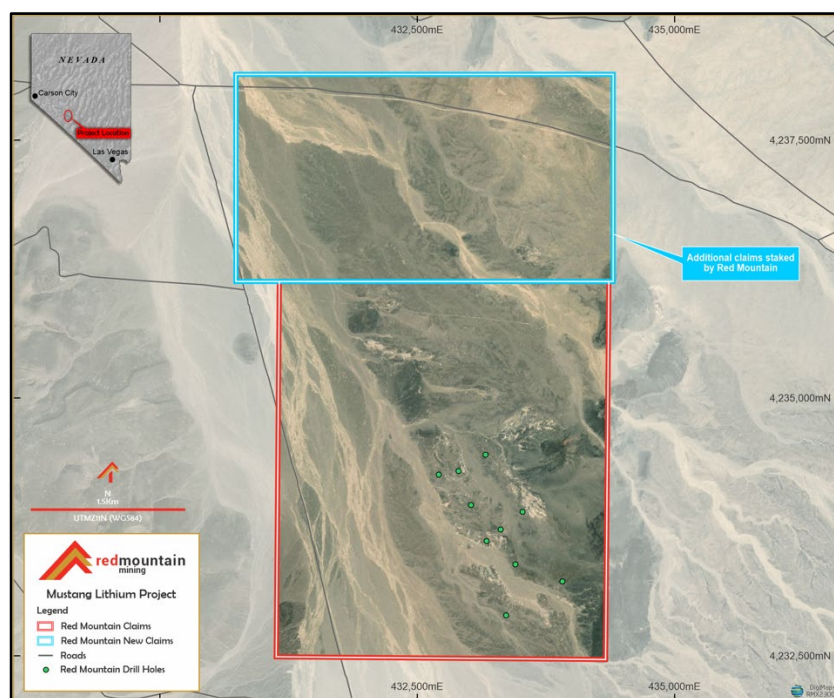 432,500mE
435,000mE
NEVADA
Carson City
Project Location
Las Vegas
4,237,500mN
Additional claims staked
by Red Mountain
4,235,000mN
N
1.5Km
UTMZ11N (WGS84)
redmountain
mining
Mustang Lithium Project
Legend
Red Mountain Claims
Red Mountain New Claims
Roads
Red Mountain Drill Holes
4,232,500mN
432,500mE
435,000mE